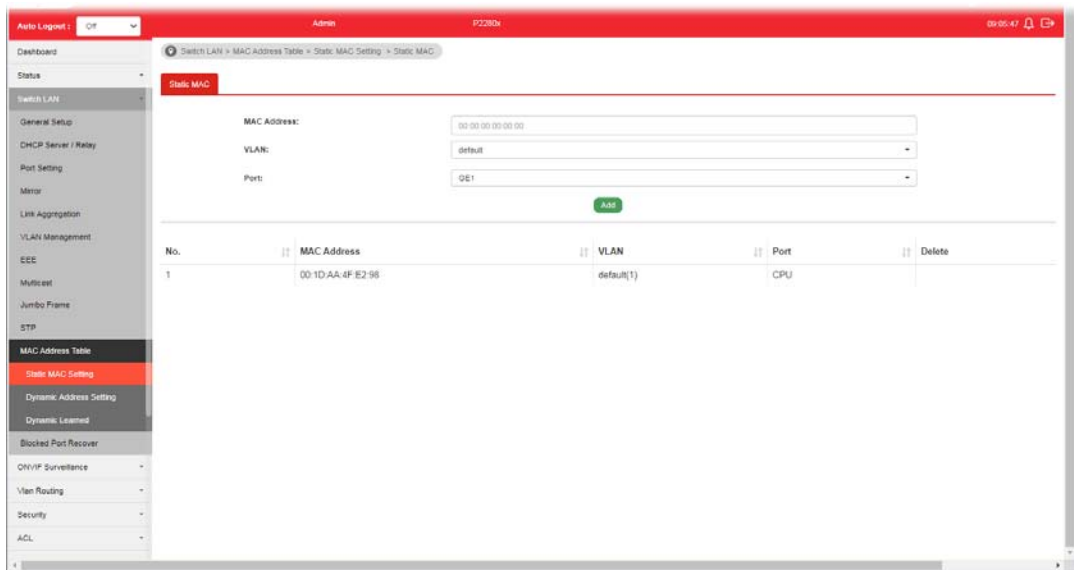 Auto Logout : Off Admin P2280x 09:05:47
Dashboard
Switch LAN > MAC Address Table > Static MAC Setting > Static MAC
Status
Static MAC
Switch LAN
General Setup
MAC Address: 00:00:00:00:00:00
DHCP Server / Relay
VLAN: default
Port Setting
Port: GE1
Mirror
Add
Link Aggregation
VLAN Management
No. MAC Address VLAN Port Delete
EEE
1 00:1D:AA:4F:E2:98 default(1) CPU
Multicast
Jumbo Frame
STP
MAC Address Table
Static MAC Setting
Dynamic Address Setting
Dynamic Learned
Blocked Port Recover
ONVIF Surveillance
Vlan Routing
Security
ACL